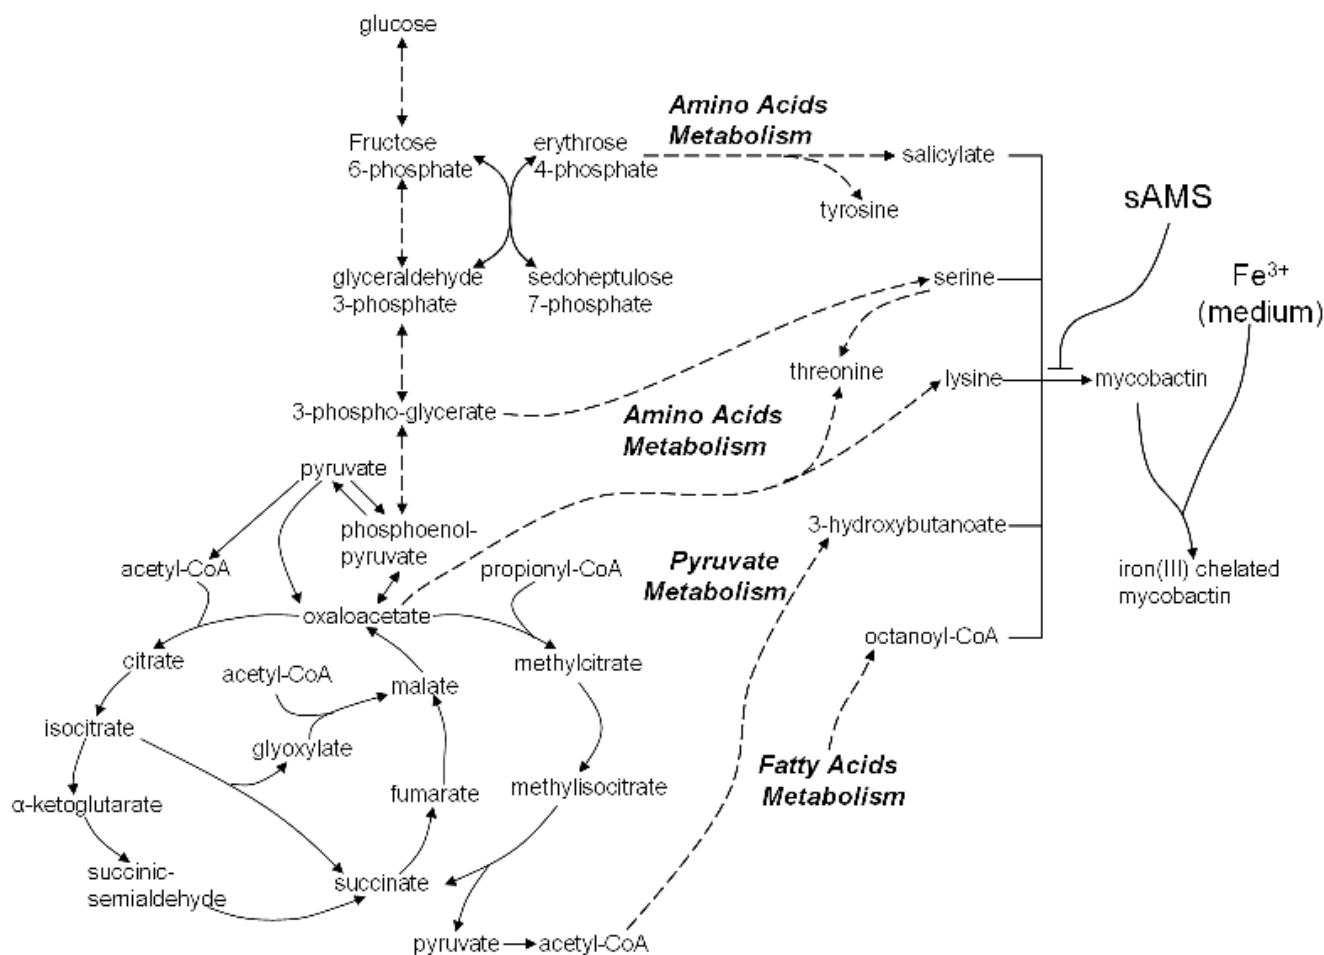 glucose
Amino Acids
Metabolism
Fructose
6-phosphate
erythrose
4-phosphate
salicylate
tyrosine
sAMS
glyceraldehyde
3-phosphate
sedoheptulose
7-phosphate
serine
Fe3+
(medium)
threonine
lysine
mycobactin
3-phospho-glycerate
Amino Acids
Metabolism
pyruvate
phosphoenol-
pyruvate
3-hydroxybutanoate
acetyl-CoA
propionyl-CoA
Pyruvate
Metabolism
iron(III) chelated
mycobactin
oxaloacetate
octanoyl-CoA
citrate
acetyl-CoA
malate
methylcitrate
isocitrate
glyoxylate
Fatty Acids
Metabolism
α-ketoglutarate
fumarate
methylisocitrate
succinic-
semialdehyde
succinate
pyruvate
acetyl-CoA